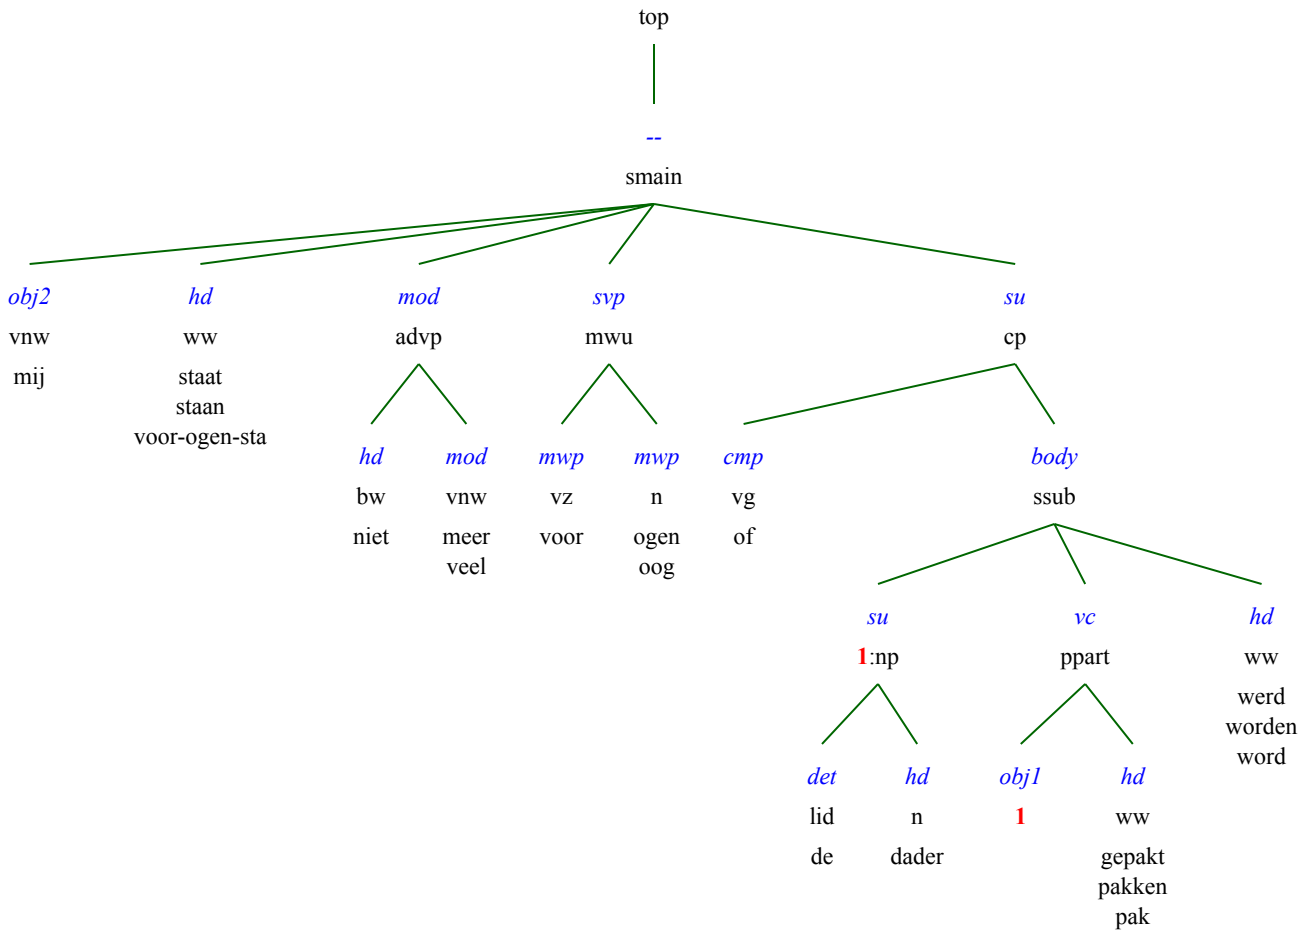 top
--
smain
obj2 hd mod svp su
vnw ww advp mwu cp
mij staat
staan
voor-ogen-sta
hd mod mwp mwp cmp body
bw vnw vz n vg ssub
niet meer voor ogen of
veel oog
su vc hd
1:np ppart ww
werd
worden
word
det hd obj1 hd
lid n 1 ww
de dader gepakt
pakken
pak